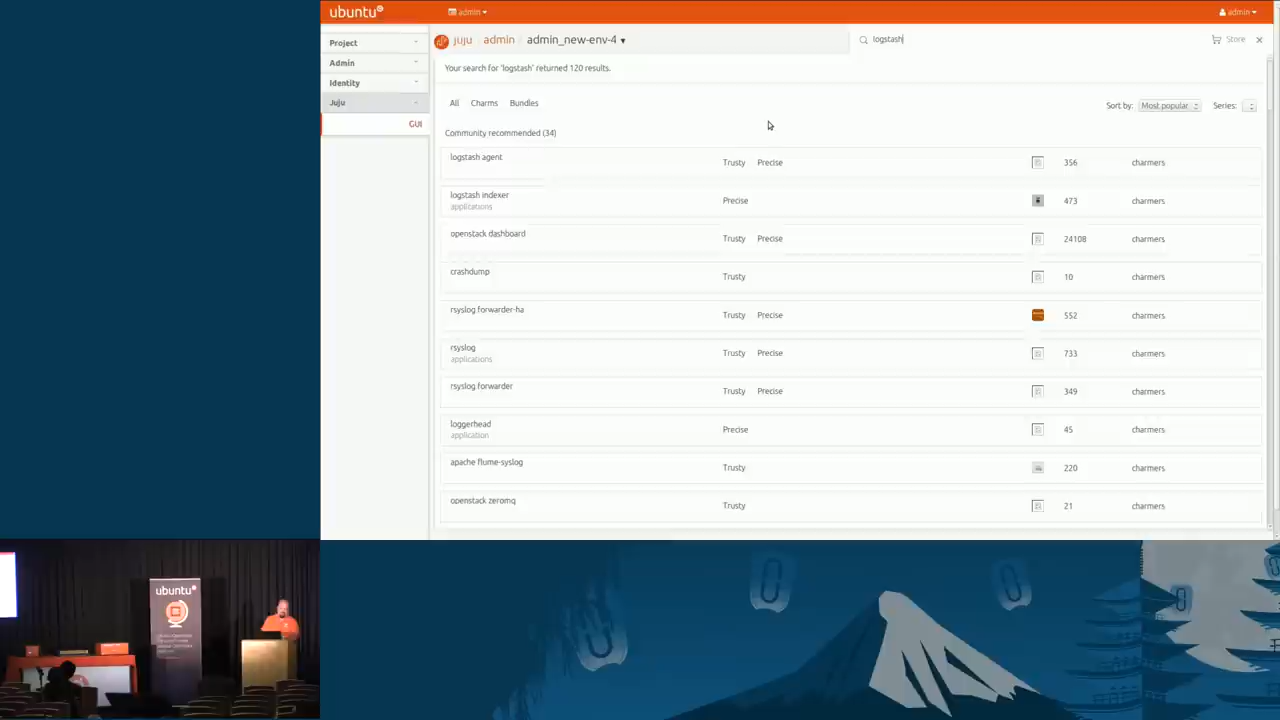 ubuntu
admin
admin
Project
Admin
Identity
Juju
GUI
juju
admin
admin_new-env-4
logstash
Store
Your search for 'logstash' returned 120 results.
All Charms Bundles
Sort by: Most popular Series:
Community recommended (34)
logstash agent Trusty Precise 356 charmers
logstash indexer Precise 473 charmers
applications
openstack dashboard Trusty Precise 24108 charmers
crashdump Trusty 10 charmers
rsyslog forwarder-ha Trusty Precise 552 charmers
rsyslog Trusty Precise 733 charmers
applications
rsyslog forwarder Trusty Precise 349 charmers
loggerhead Precise 45 charmers
application
apache flume-syslog Trusty 220 charmers
openstack zeromq Trusty 21 charmers
ubuntu